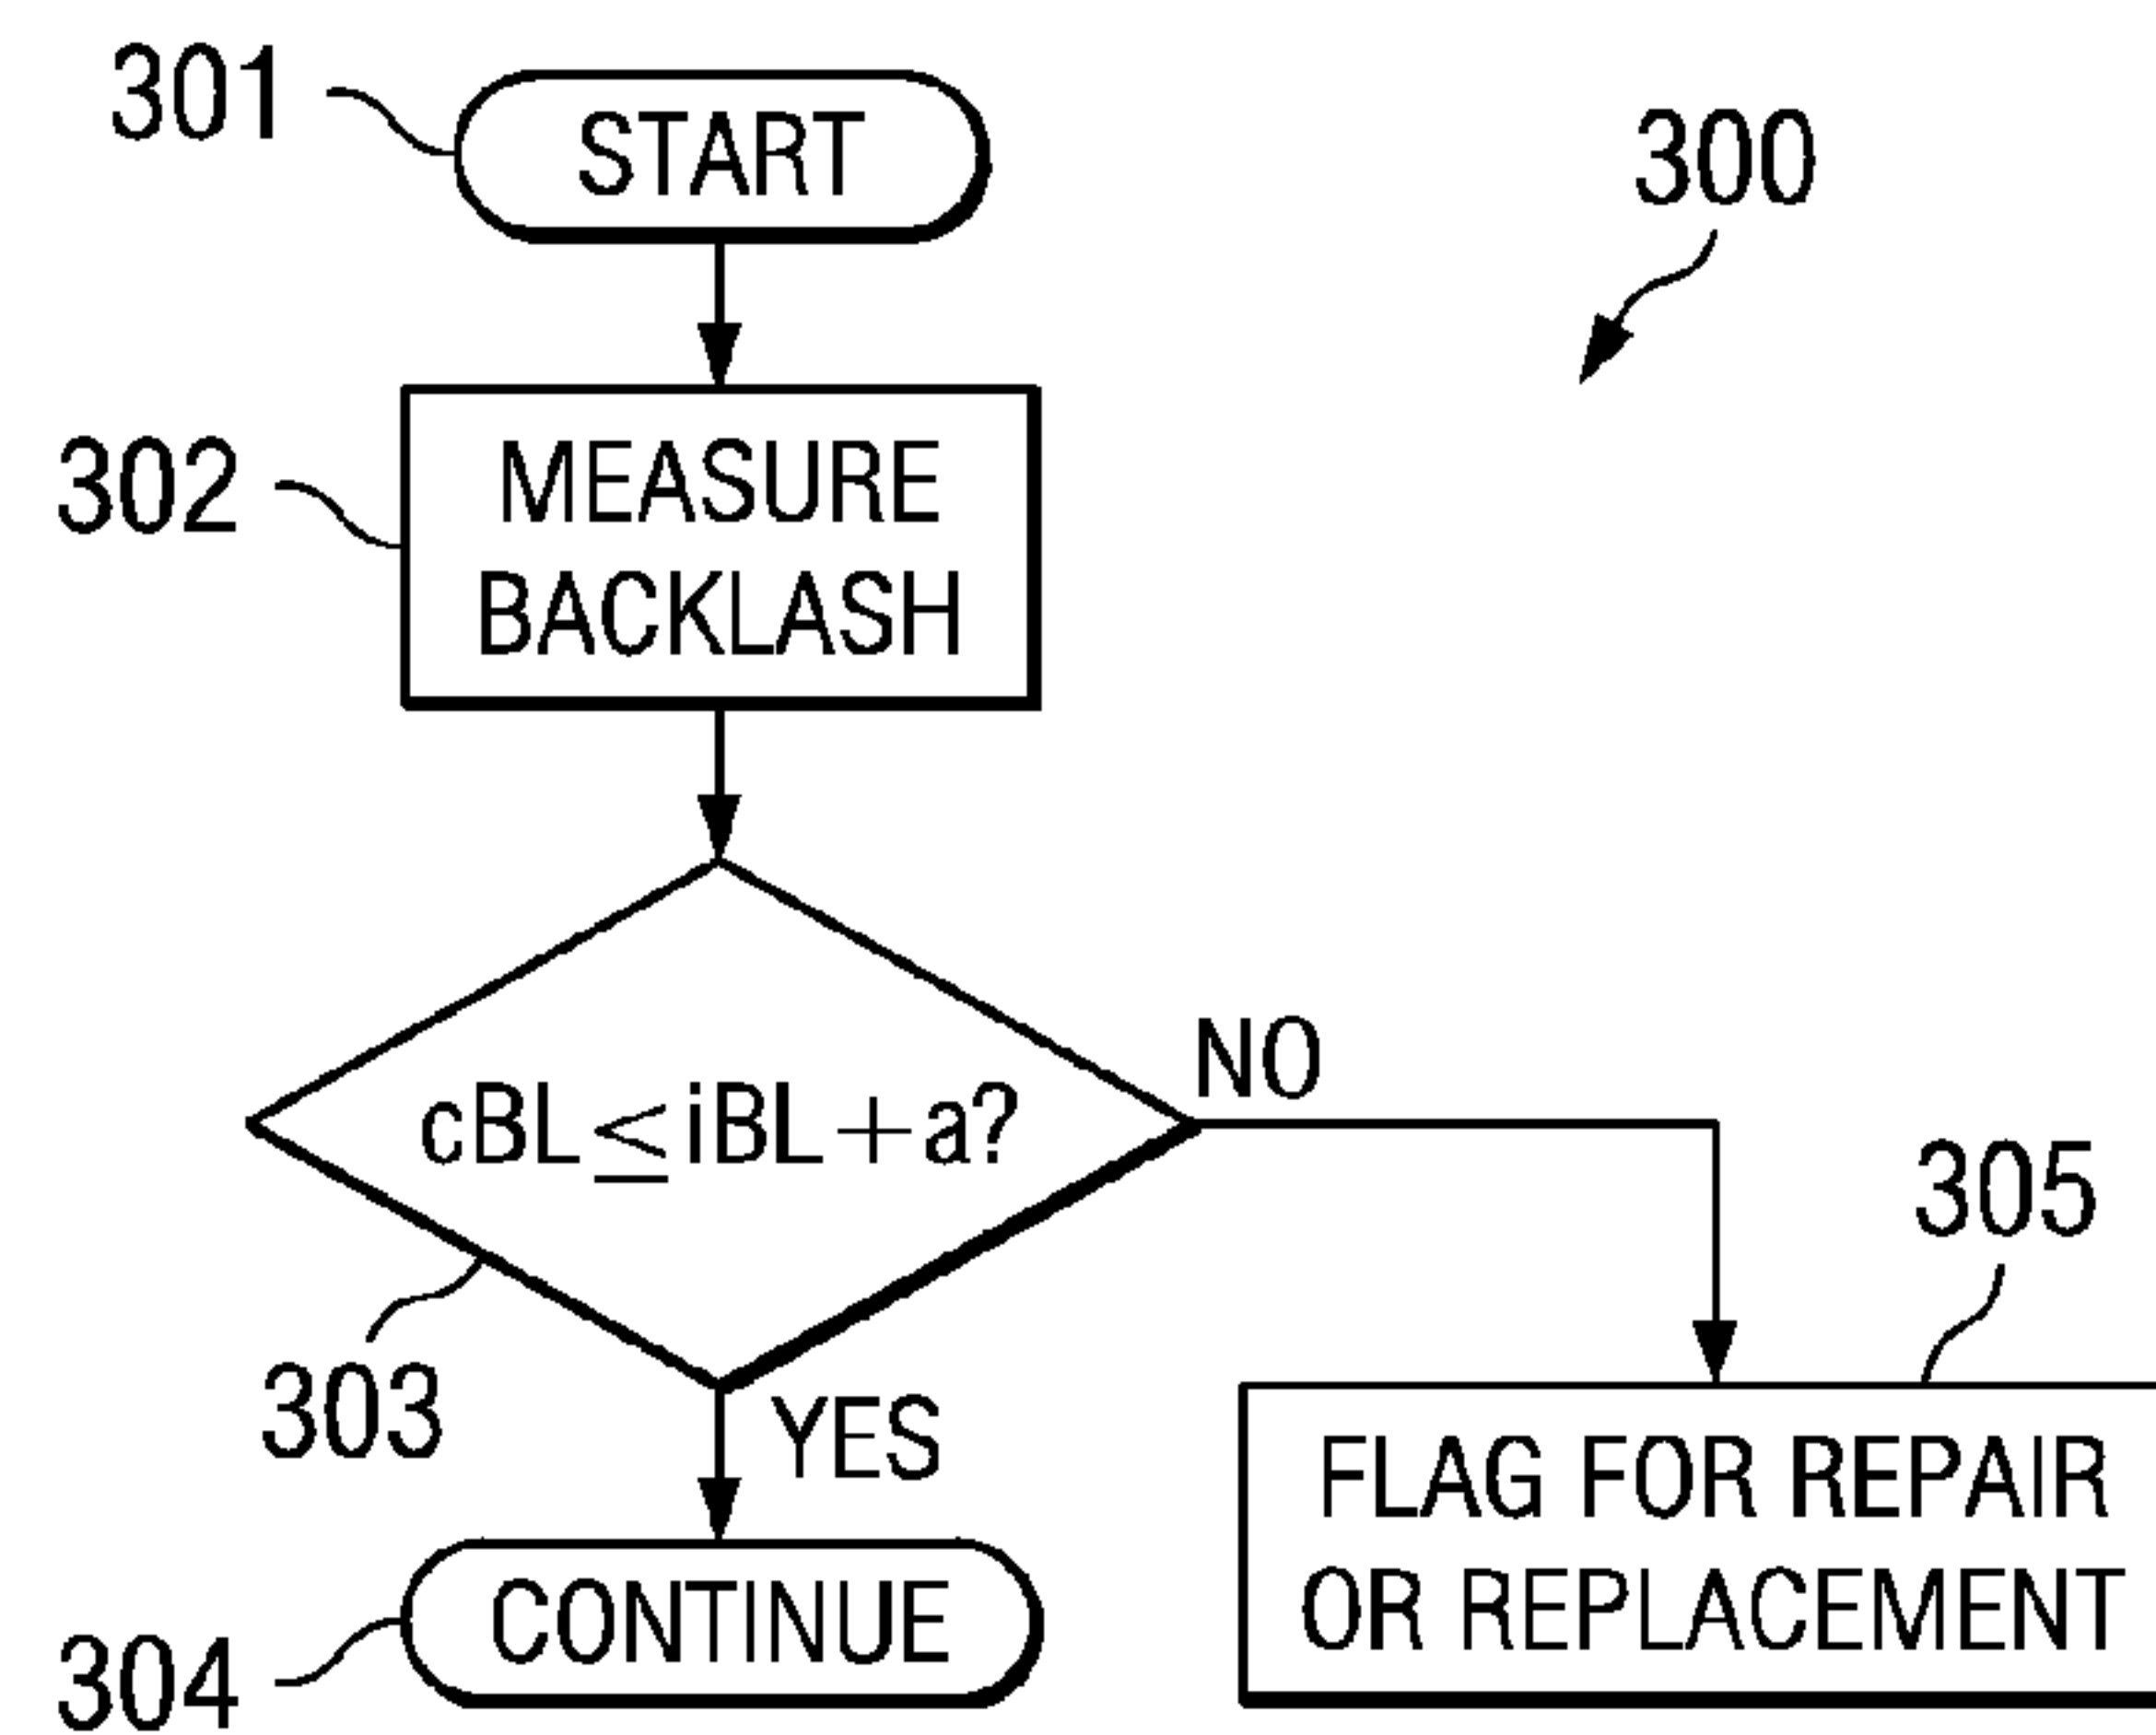 301
START
300
302
MEASURE
BACKLASH
cBL≤iBL+a?
NO
303
305
YES
FLAG FOR REPAIR
OR REPLACEMENT
304
CONTINUE